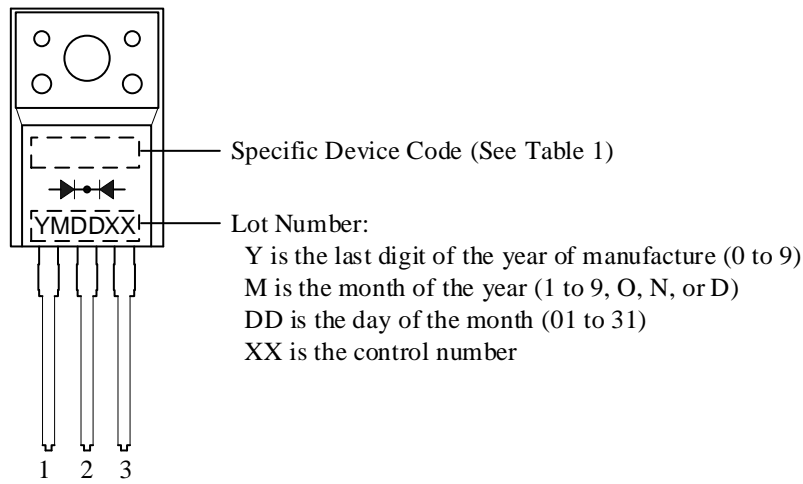 Specific Device Code (See Table 1)
YMDDXX
Lot Number:
Y is the last digit of the year of manufacture (0 to 9)
M is the month of the year (1 to 9, O, N, or D)
DD is the day of the month (01 to 31)
XX is the control number
1 2 3